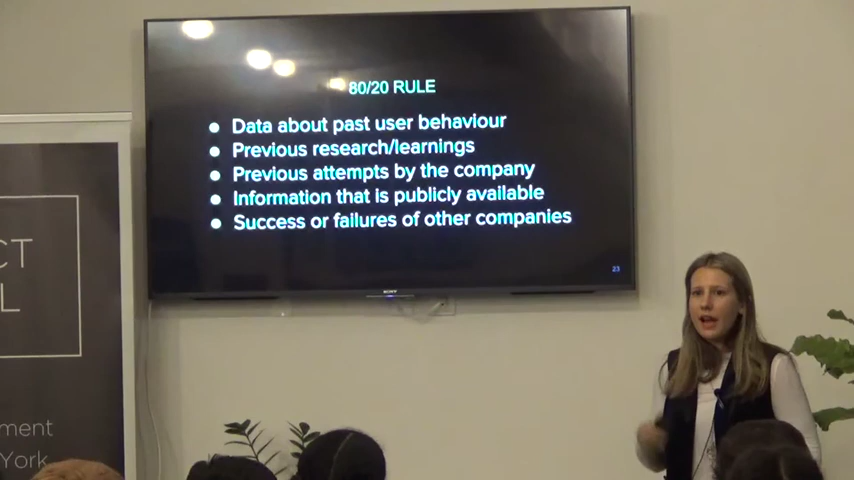 80/20 RULE
● Data about past user behaviour
● Previous research/learnings
● Previous attempts by the company
● Information that is publicly available
● Success or failures of other companies
23
SONY
CT
L
ment
York